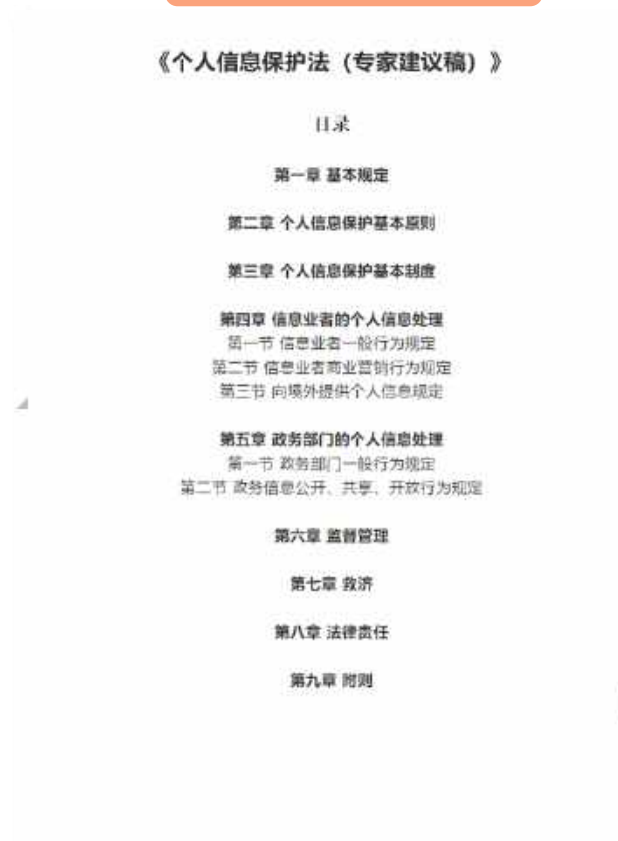 《个人信息保护法（专家建议稿）》
目录
第一章 基本规定
第二章 个人信息保护基本原则
第三章 个人信息保护基本制度
第四章 信息业者的个人信息处理
第一节 信息业者一般行为规定
第二节 信息业者商业营销行为规定
第三节 向境外提供个人信息规定
第五章 政务部门的个人信息处理
第一节 政务部门一般行为规定
第二节 政务信息公开、共享、开放行为规定
第六章 监督管理
第七章 救济
第八章 法律责任
第九章 附则